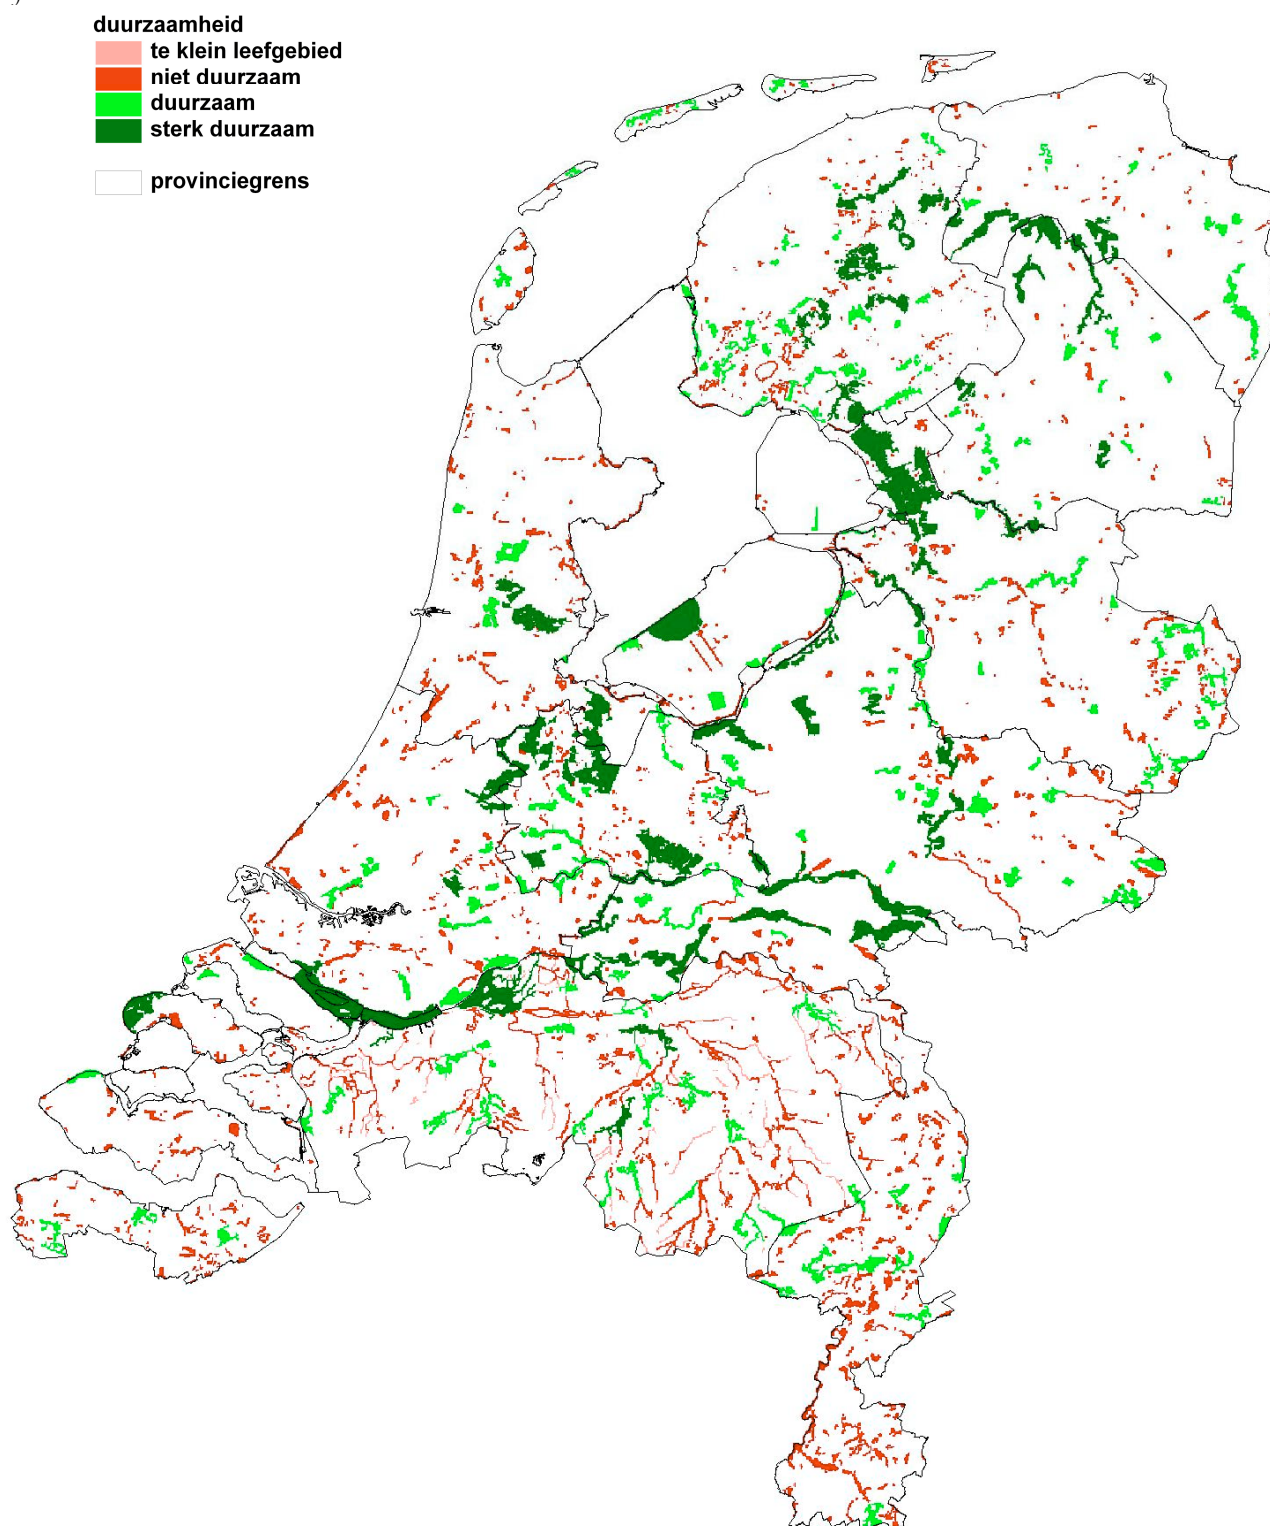 duurzaamheid
te klein leefgebied
niet duurzaam
duurzaam
sterk duurzaam
provinciegrens